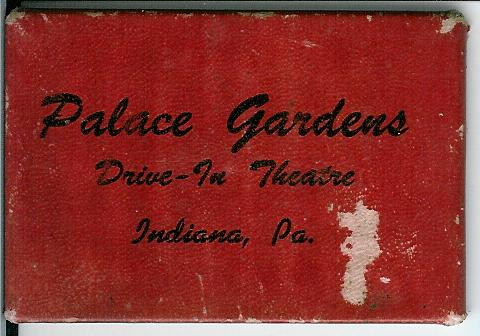 Palace Gardens
Drive-In Theatre
Indiana, Pa.